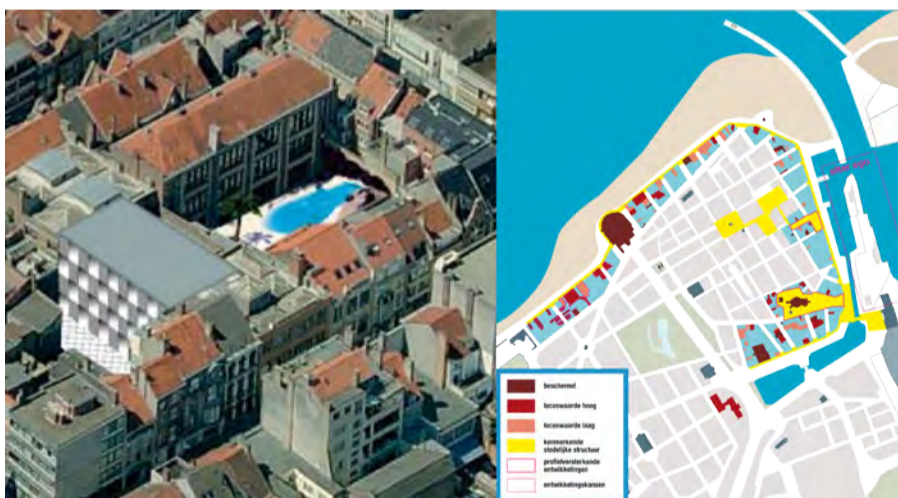 beschermd
locuswaarde hoog
locuswaarde laag
kenmerkende
stedelijke structuur
profielversterkende
ontwikkelingen
ontwikkelingskansen